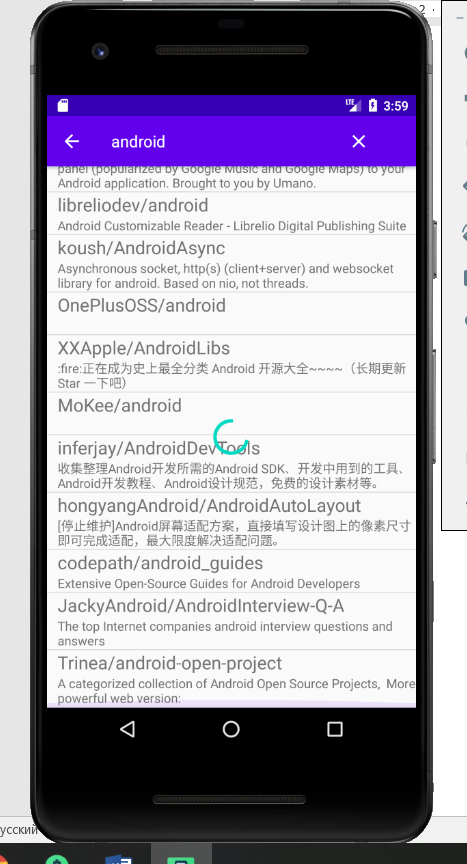 2
LTE 3:59
android
panel (popularized by Google Music and Google Maps) to your
Android application. Brought to you by Umano.
libreliodev/android
Android Customizable Reader - Librelio Digital Publishing Suite
koush/AndroidAsync
Asynchronous socket, http(s) (client+server) and websocket
library for android. Based on nio, not threads.
OnePlusOSS/android
XXApple/AndroidLibs
:fire:正在成为史上最全分类 Android 开源大全~~~~（长期更新
Star 一下吧）
MoKee/android
inferjay/AndroidDevTools
收集整理Android开发所需的Android SDK、开发中用到的工具、
Android开发教程、Android设计规范，免费的设计素材等。
hongyangAndroid/AndroidAutoLayout
[停止维护]Android屏幕适配方案，直接填写设计图上的像素尺寸
即可完成适配，最大限度解决适配问题。
codepath/android_guides
Extensive Open-Source Guides for Android Developers
JackyAndroid/AndroidInterview-Q-A
The top Internet companies android interview questions and
answers
Trinea/android-open-project
A categorized collection of Android Open Source Projects, More
powerful web version:
усский